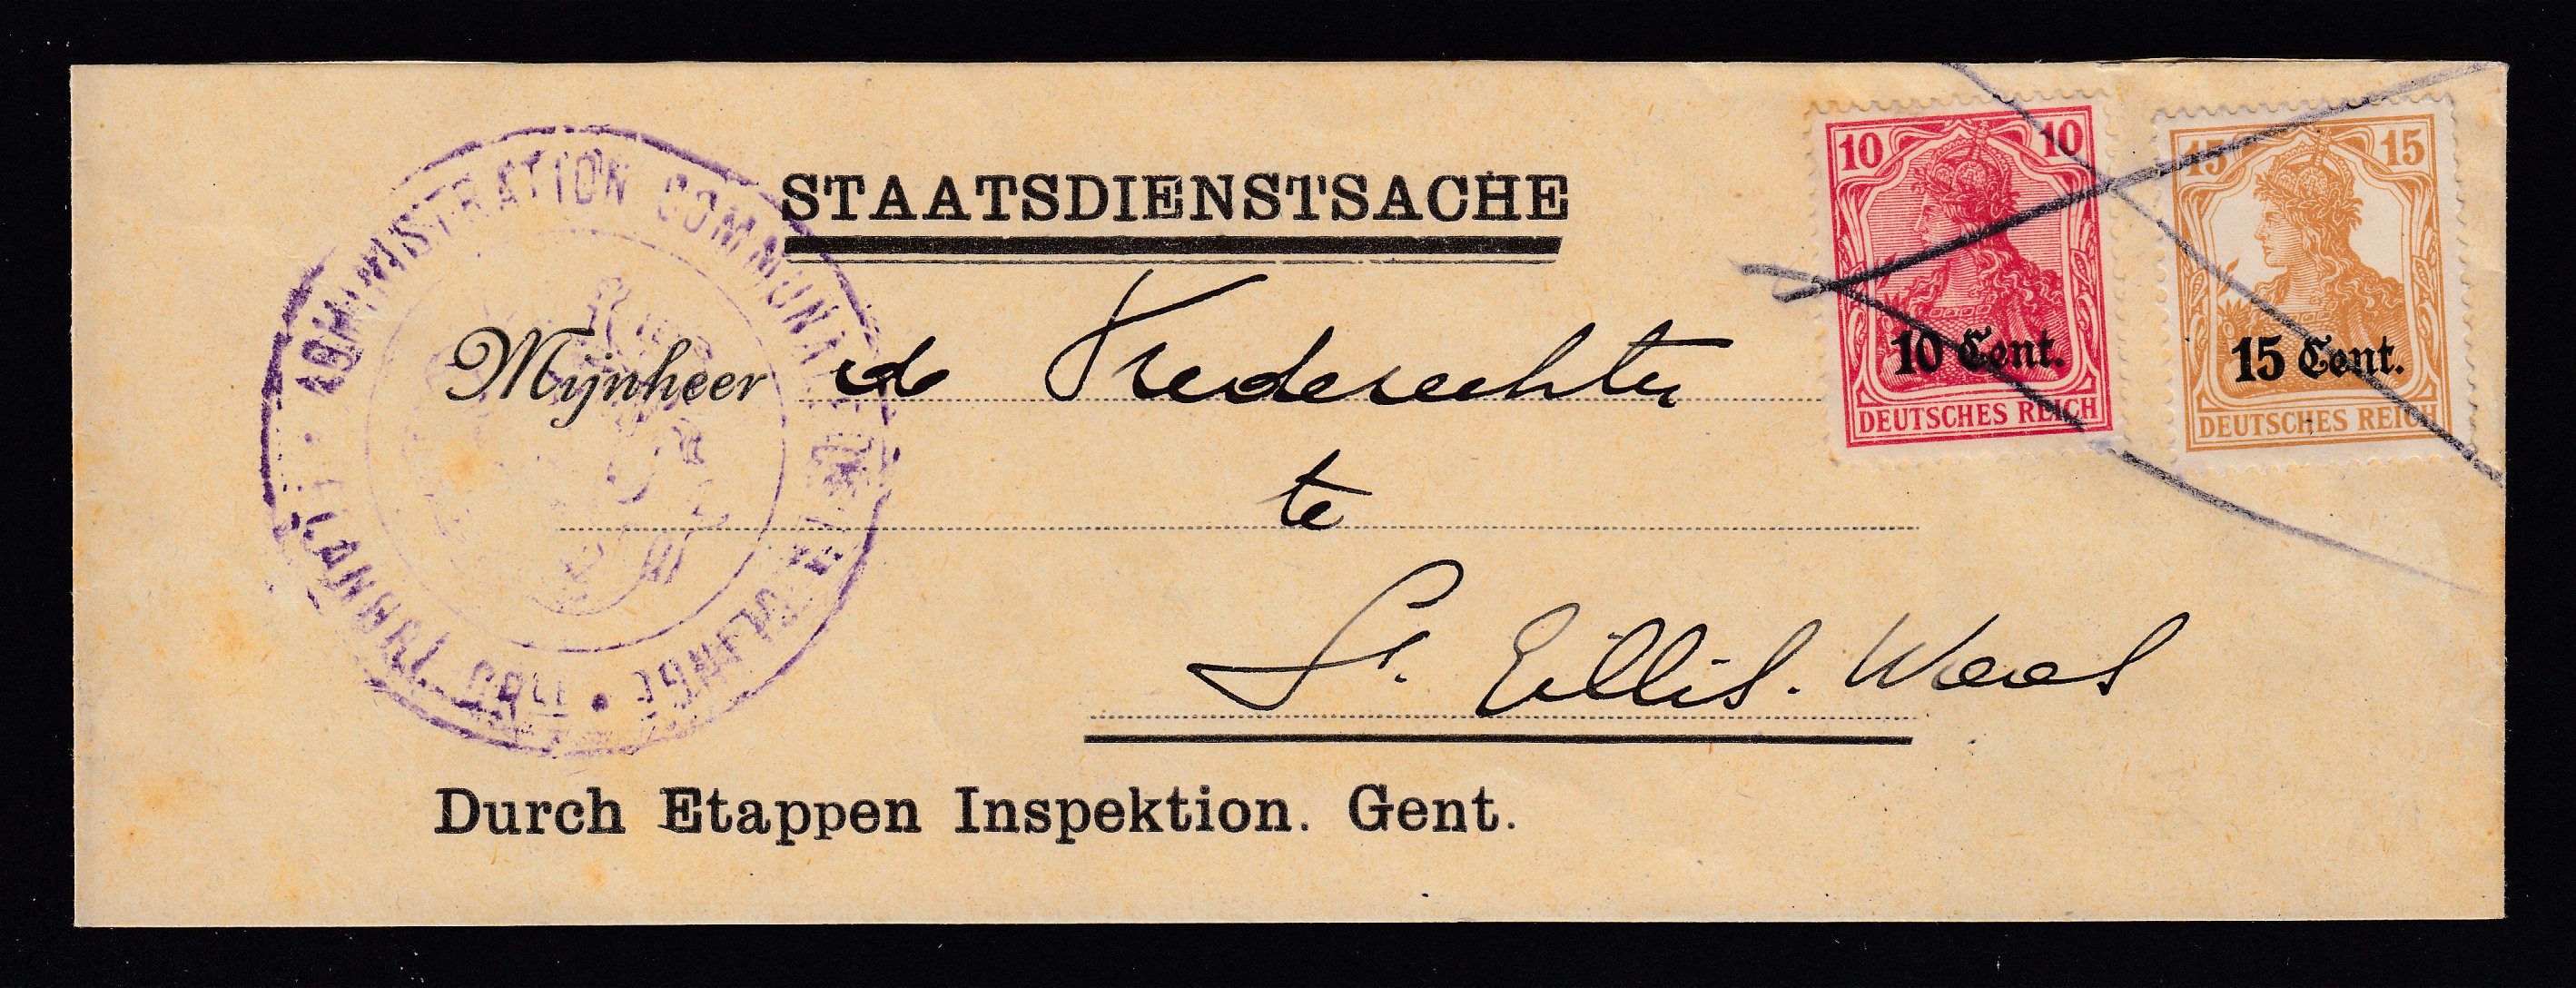 STAATSDIENSTSACHE
10 10
10 Cent.
DEUTSCHES REICH
15 15
15 Cent.
DEUTSCHES REICH
ADMINISTRATION COMMUNALE
Mijnheer de Vrederechter
te
St. Gillis. Waas
Durch Etappen Inspektion. Gent.